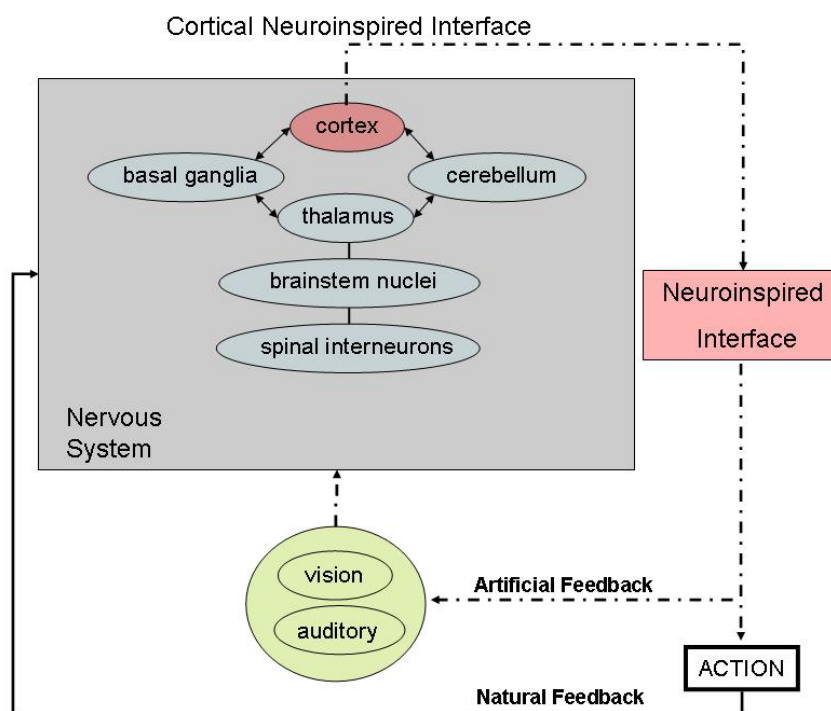 Cortical Neuroinspired Interface
cortex
basal ganglia
cerebellum
thalamus
brainstem nuclei
spinal interneurons
Nervous
System
Neuroinspired
Interface
vision
auditory
Artificial Feedback
ACTION
Natural Feedback